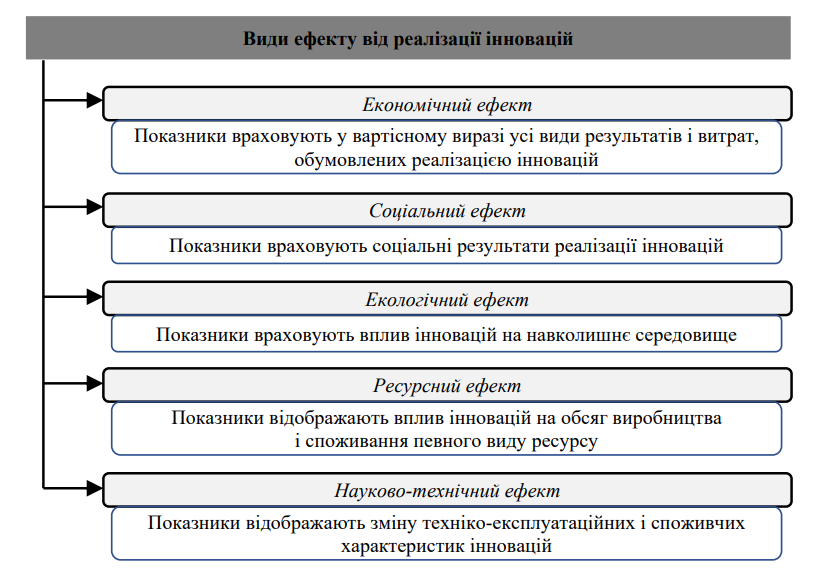 Види ефекту від реалізації інновацій
Економічний ефект
Показники враховують у вартісному виразі усі види результатів і витрат,
обумовлених реалізацією інновацій
Соціальний ефект
Показники враховують соціальні результати реалізації інновацій
Екологічний ефект
Показники враховують вплив інновацій на навколишнє середовище
Ресурсний ефект
Показники відображають вплив інновацій на обсяг виробництва
і споживання певного виду ресурсу
Науково-технічний ефект
Показники відображають зміну техніко-експлуатаційних і споживчих
характеристик інновацій